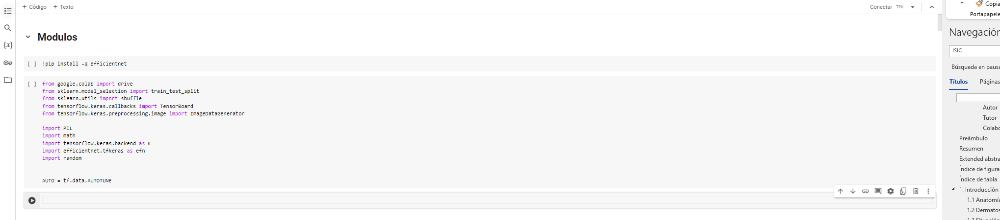 + Código + Texto
Conectar TPU
Modulos
[ ] !pip install -q efficientnet
[ ] from google.colab import drive
from sklearn.model_selection import train_test_split
from sklearn.utils import shuffle
from tensorflow.keras.callbacks import TensorBoard
from tensorflow.keras.preprocessing.image import ImageDataGenerator
import PIL
import math
import tensorflow.keras.backend as K
import efficientnet.tfkeras as efn
import random
AUTO = tf.data.AUTOTUNE
Copia
Portapapele
Navegación
ISIC
Búsqueda en pausa
Títulos Páginas
Autor
Tutor
Colabo
Preámbulo
Resumen
Extended abstra
Índice de figura
Índice de tabla
1. Introducción
1.1 Anatomía
1.2 Dermatos